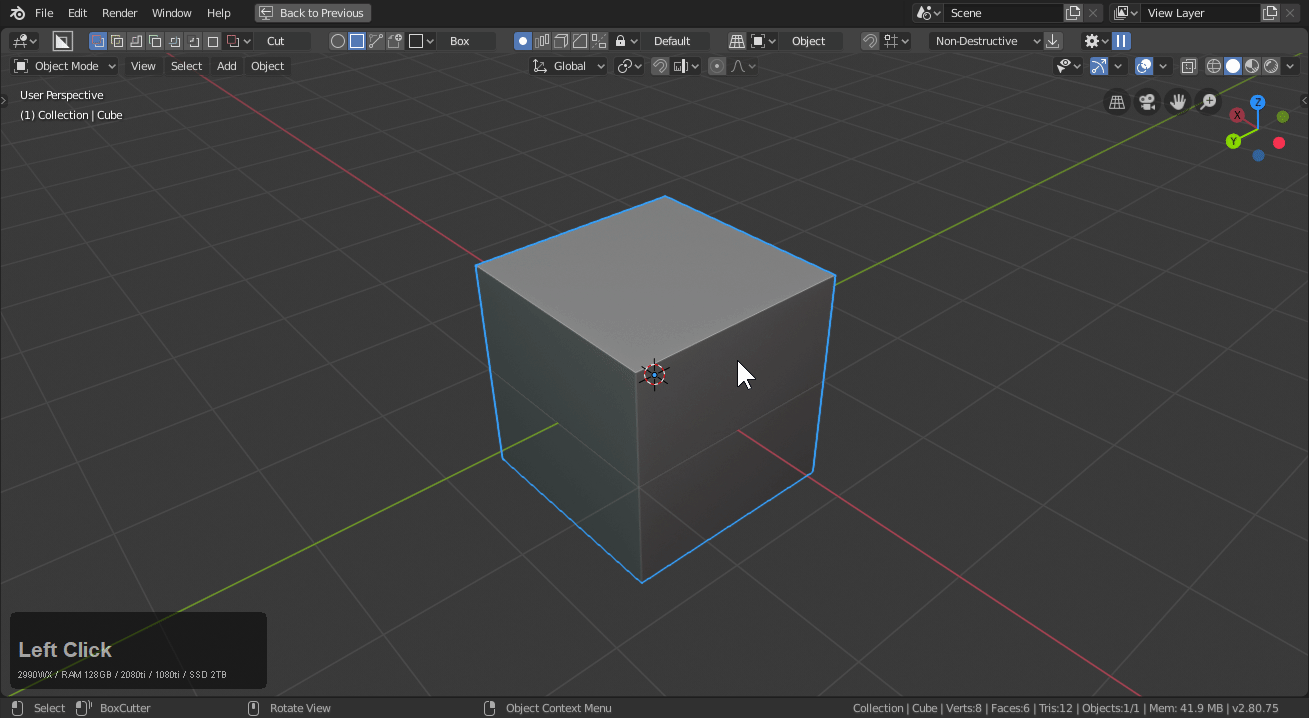 File Edit Render Window Help Back to Previous Scene View Layer
Cut Box Default Object Non-Destructive
Object Mode View Select Add Object Global
User Perspective
(1) Collection | Cube
Z
X
Y
Left Click
2990WX / RAM 128GB / 2080ti / 1080ti / SSD 2TB
Select BoxCutter Rotate View Object Context Menu Collection | Cube | Verts:8 | Faces:6 | Tris:12 | Objects:1/1 | Mem: 41.9 MB | v2.80.75